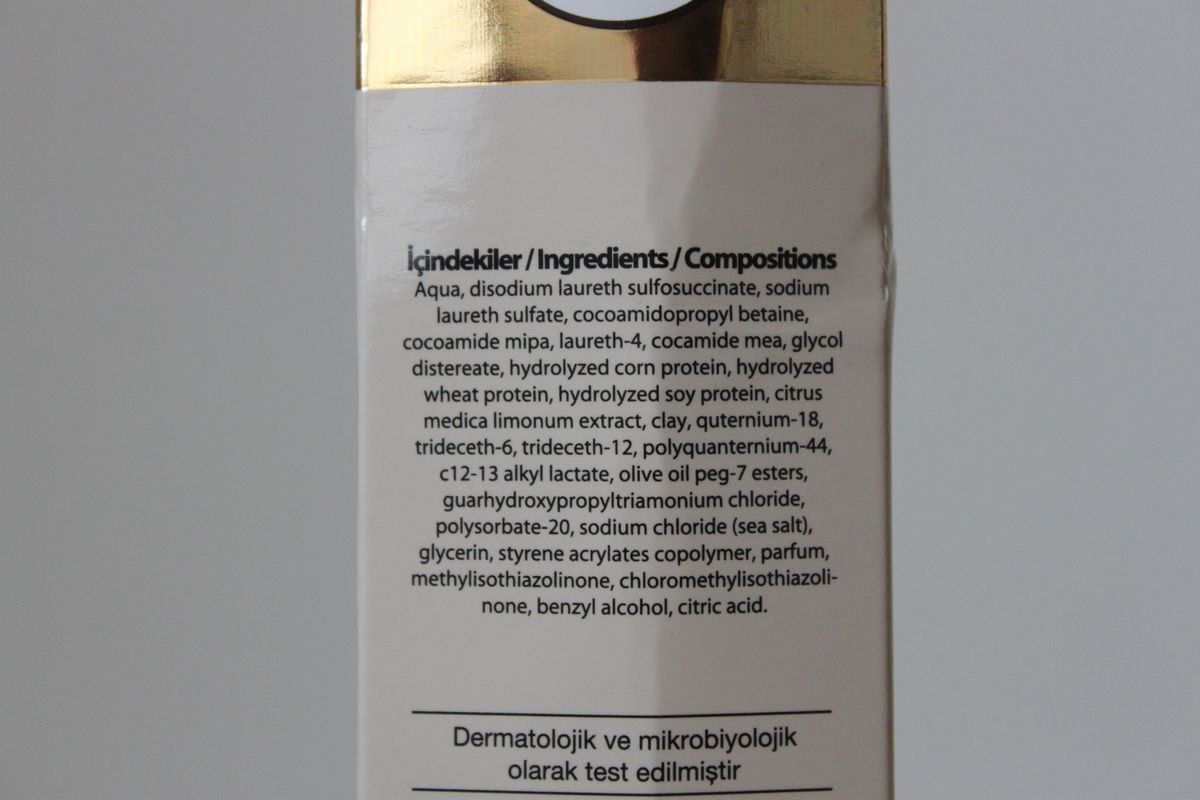 İçindekiler / Ingredients / Compositions
Aqua, disodium laureth sulfosuccinate, sodium
laureth sulfate, cocoamidopropyl betaine,
cocoamide mipa, laureth-4, cocamide mea, glycol
distereate, hydrolyzed corn protein, hydrolyzed
wheat protein, hydrolyzed soy protein, citrus
medica limonum extract, clay, quternium-18,
trideceth-6, trideceth-12, polyquanternium-44,
c12-13 alkyl lactate, olive oil peg-7 esters,
guarhydroxypropyltriamonium chloride,
polysorbate-20, sodium chloride (sea salt),
glycerin, styrene acrylates copolymer, parfum,
methylisothiazolinone, chloromethylisothiazoli-
none, benzyl alcohol, citric acid.
Dermatolojik ve mikrobiyolojik
olarak test edilmiştir